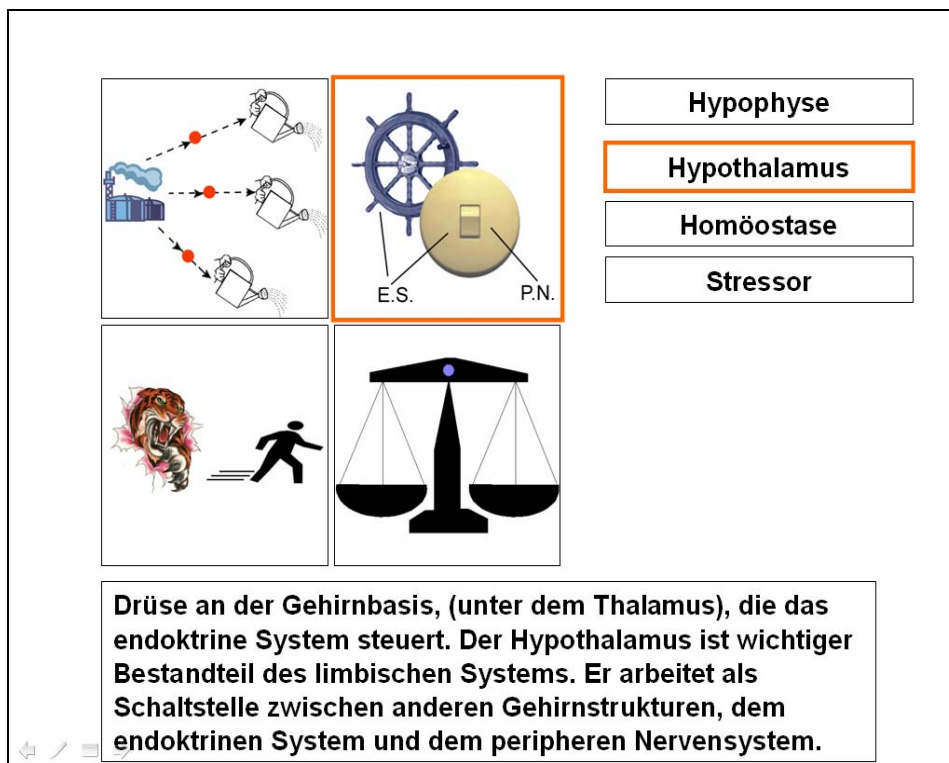 Hypophyse
Hypothalamus
Homöostase
Stressor
E.S.
P.N.
Drüse an der Gehirnbasis, (unter dem Thalamus), die das
endoktrine System steuert. Der Hypothalamus ist wichtiger
Bestandteil des limbischen Systems. Er arbeitet als
Schaltstelle zwischen anderen Gehirnstrukturen, dem
endoktrinen System und dem peripheren Nervensystem.